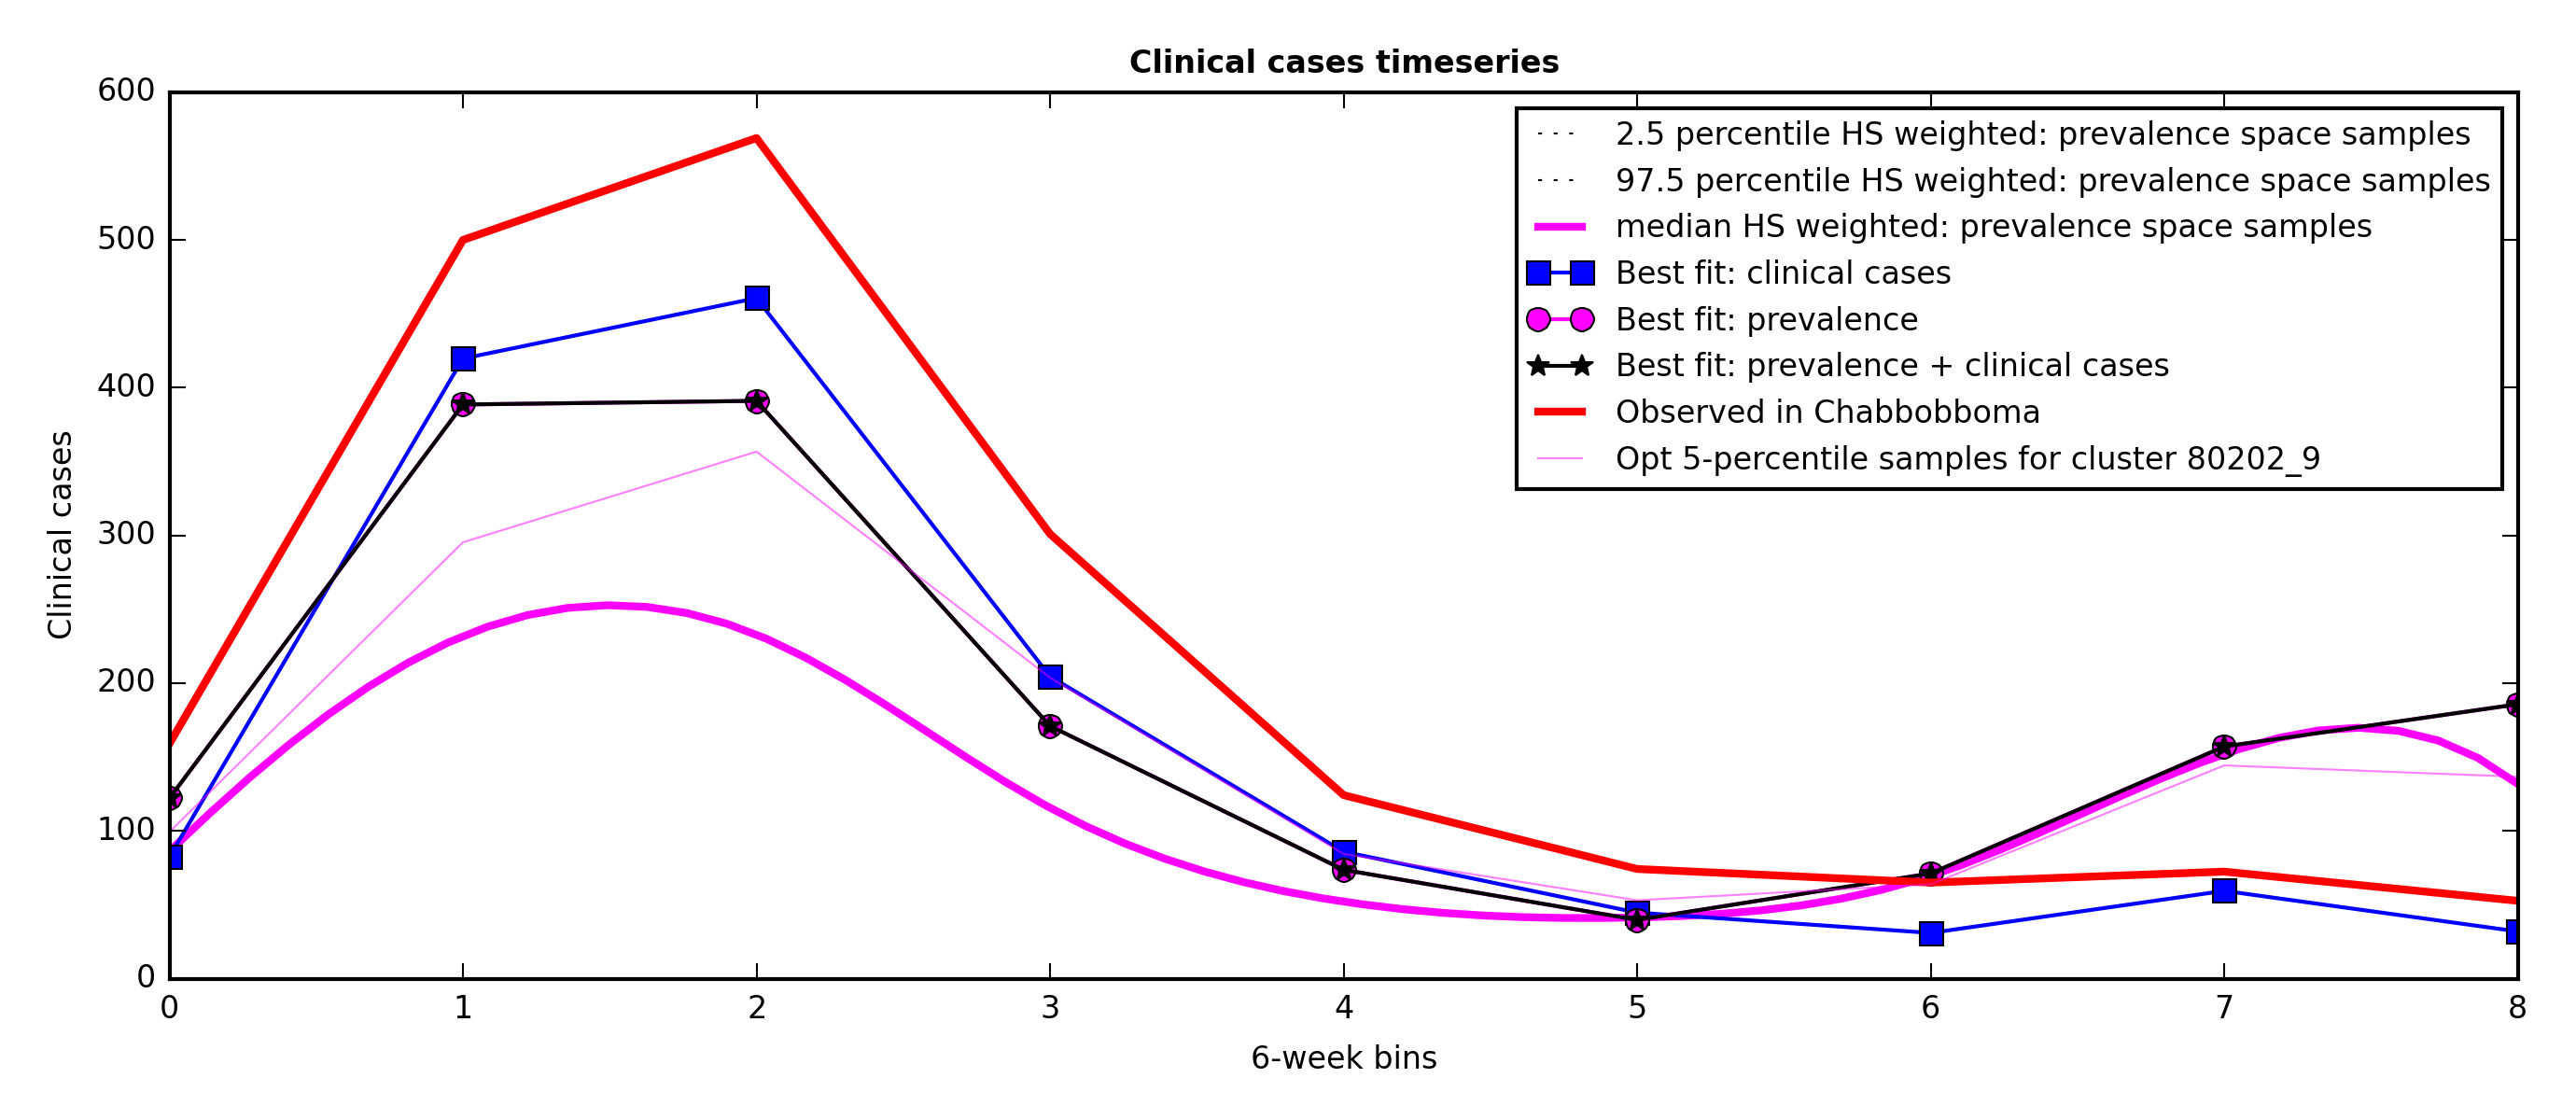 Clinical cases timeseries
600
500
400
300
200
100
0
Clinical cases
2.5 percentile HS weighted: prevalence space samples
97.5 percentile HS weighted: prevalence space samples
median HS weighted: prevalence space samples
Best fit: clinical cases
Best fit: prevalence
Best fit: prevalence + clinical cases
Observed in Chabbobboma
Opt 5-percentile samples for cluster 80202_9
0 1 2 3 4 5 6 7 8
6-week bins